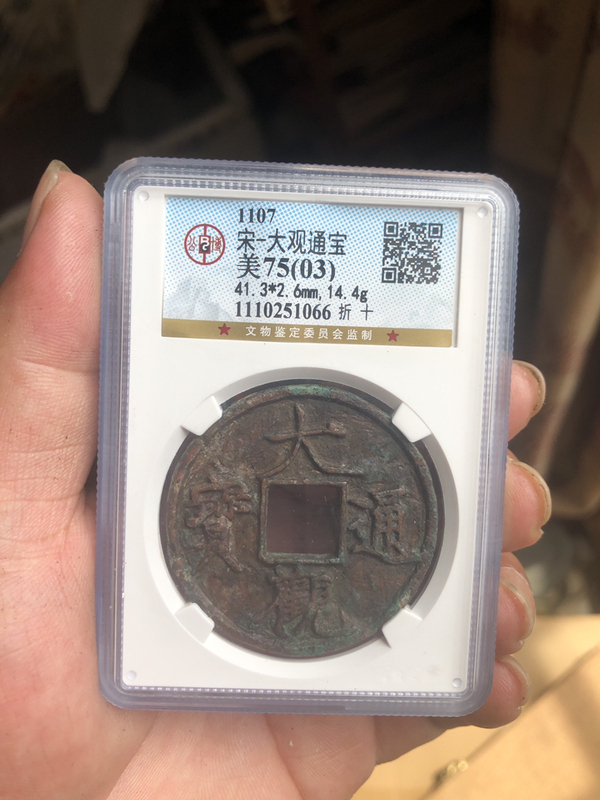 1107
宋-大观通宝
美75(03)
41.3*2.6mm,14.4g
1110251066 折十
文物鉴定委员会监制
大
通
觀
寳